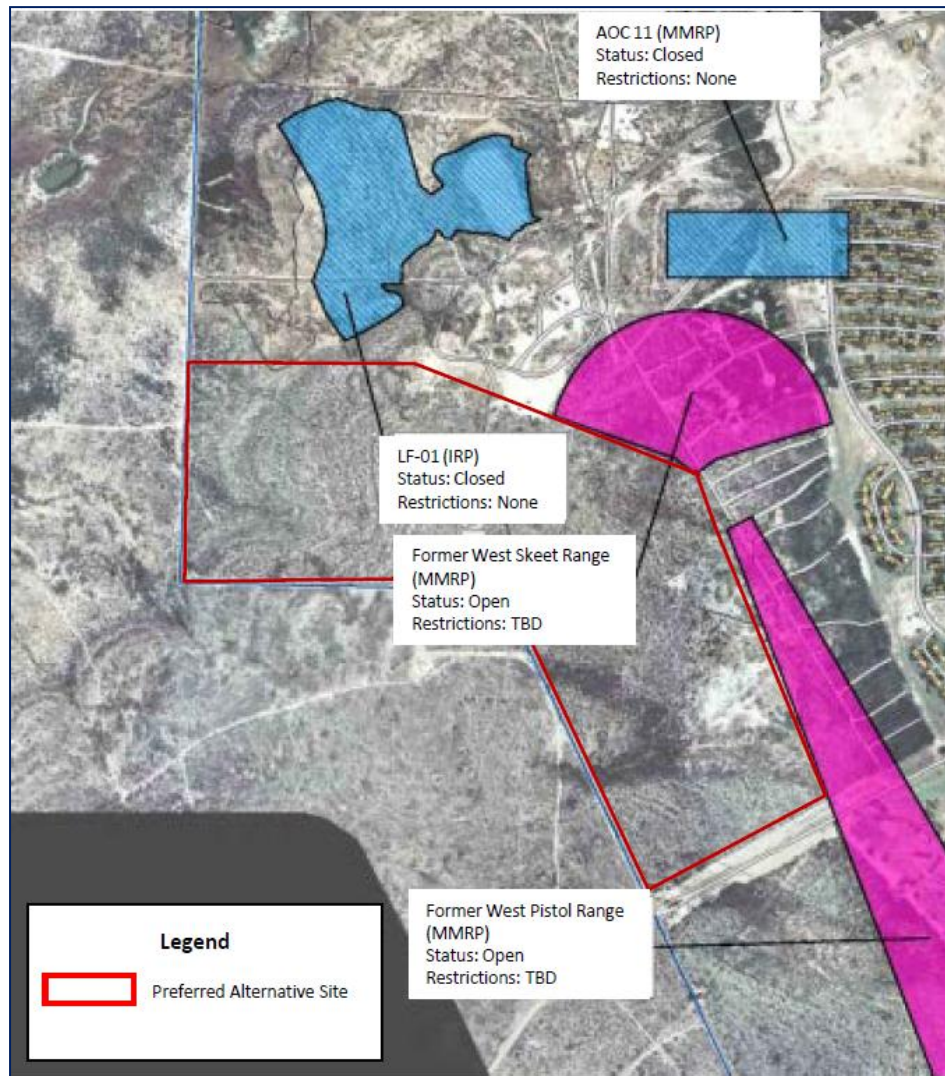 AOC 11 (MMRP)
Status: Closed
Restrictions: None
LF-01 (IRP)
Status: Closed
Restrictions: None
Former West Skeet Range
(MMRP)
Status: Open
Restrictions: TBD
Former West Pistol Range
(MMRP)
Status: Open
Restrictions: TBD
Legend
Preferred Alternative Site